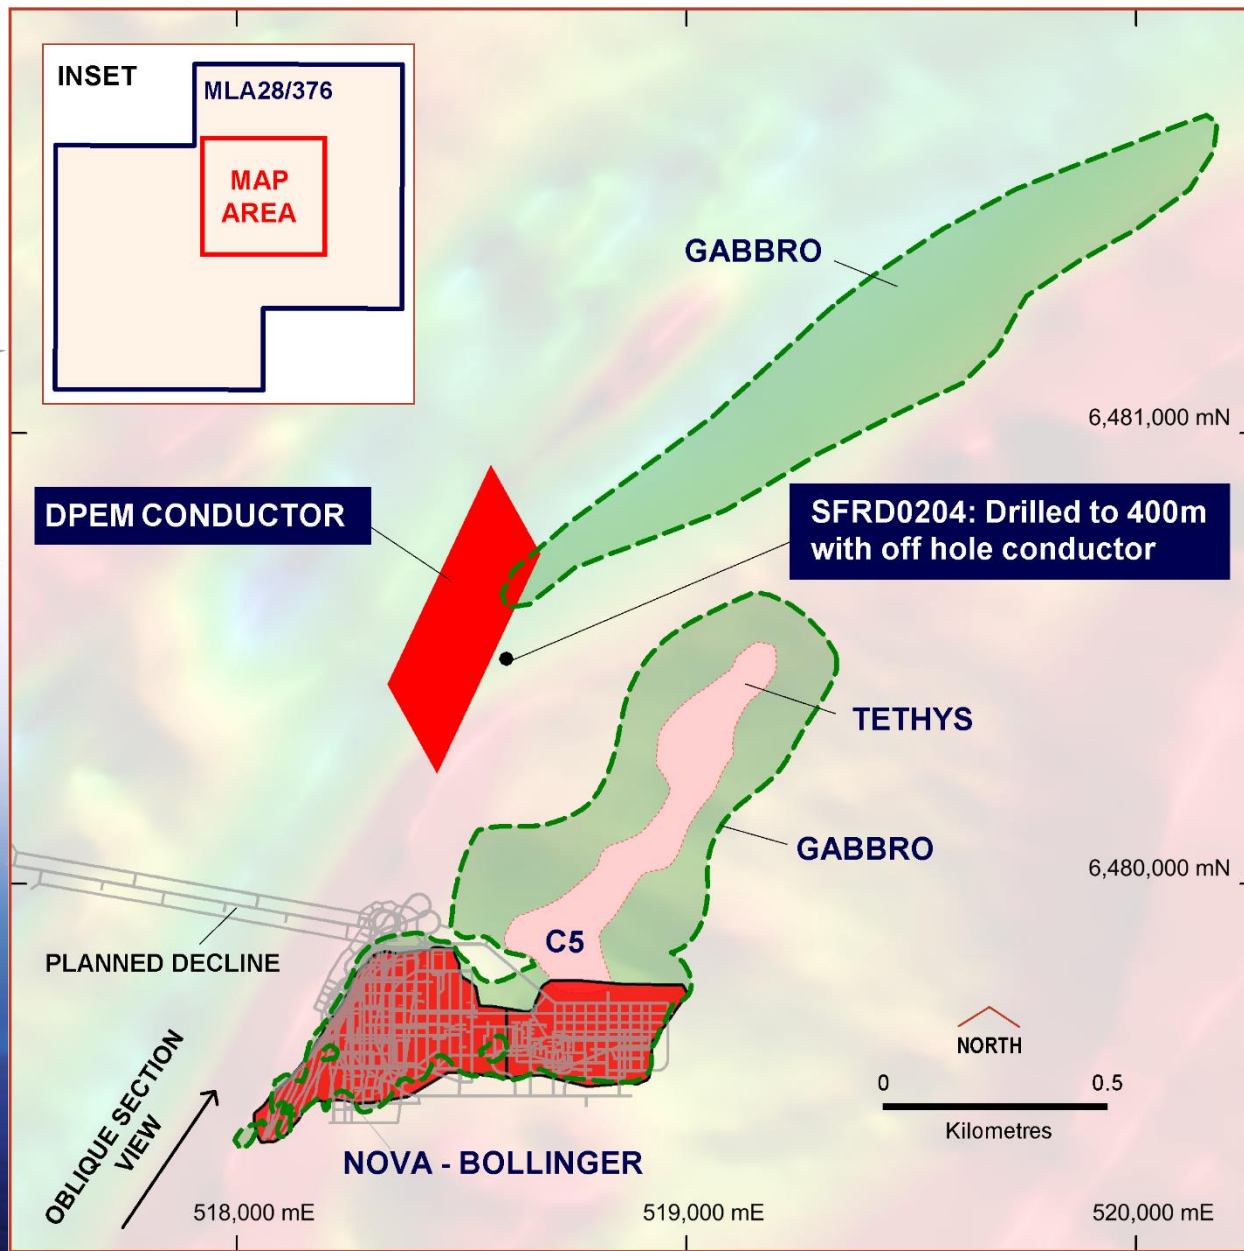 INSET
MLA28/376
MAP
AREA
GABBRO
6,481,000 mN
DPEM CONDUCTOR
SFRD0204: Drilled to 400m
with off hole conductor
TETHYS
GABBRO
6,480,000 mN
C5
PLANNED DECLINE
NORTH
0 0.5
Kilometres
OBLIQUE SECTION
VIEW
NOVA - BOLLINGER
518,000 mE
519,000 mE
520,000 mE